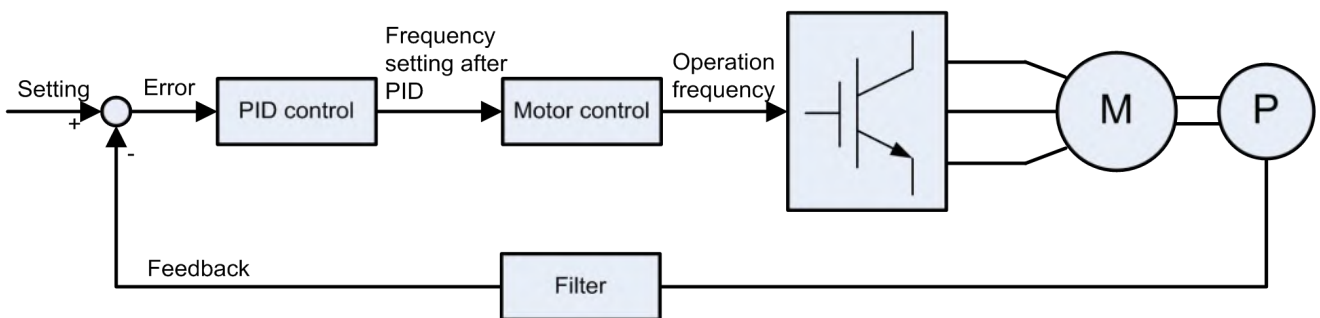 Setting
+
-
Error
PID control
Frequency
setting after
PID
Motor control
Operation
frequency
M
P
Feedback
Filter